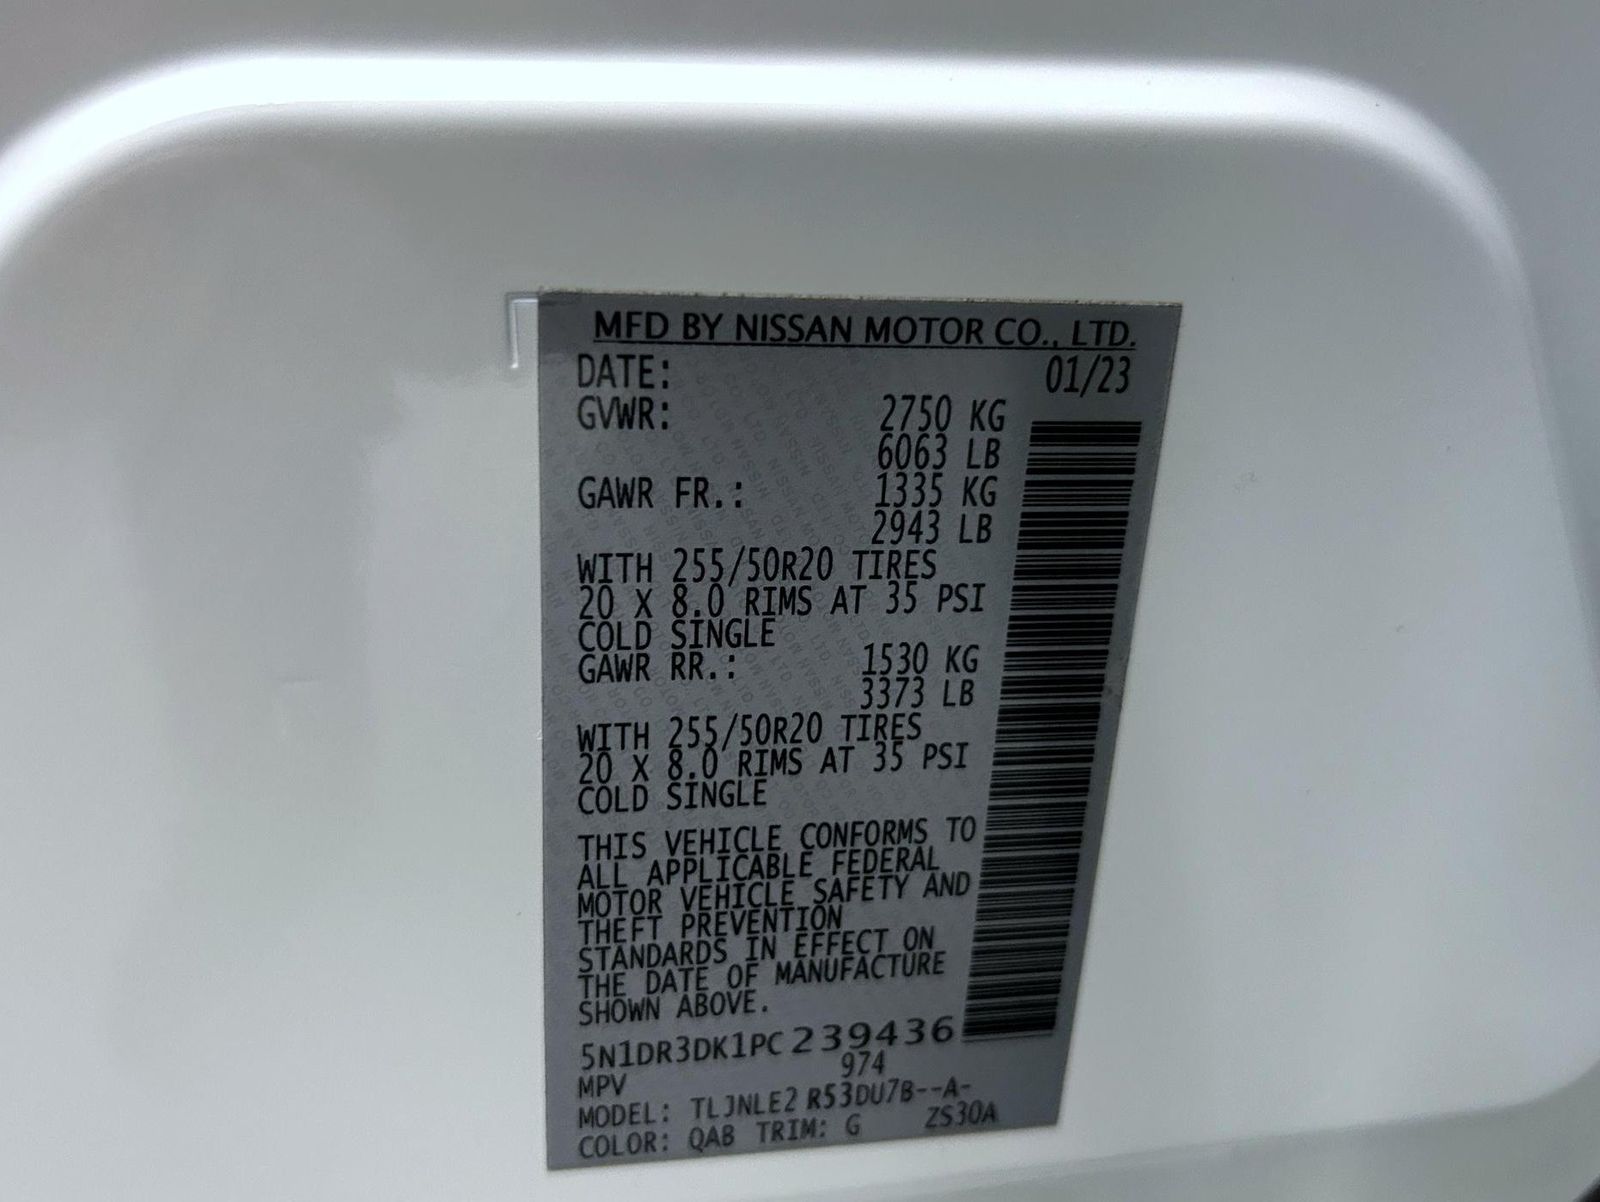 MFD BY NISSAN MOTOR CO., LTD.
DATE: 01/23
GVWR: 2750 KG
6063 LB
GAWR FR.: 1335 KG
2943 LB
WITH 255/50R20 TIRES
20 X 8.0 RIMS AT 35 PSI
COLD SINGLE
GAWR RR.: 1530 KG
3373 LB
WITH 255/50R20 TIRES
20 X 8.0 RIMS AT 35 PSI
COLD SINGLE
THIS VEHICLE CONFORMS TO
ALL APPLICABLE FEDERAL
MOTOR VEHICLE SAFETY AND
THEFT PREVENTION
STANDARDS IN EFFECT ON
THE DATE OF MANUFACTURE
SHOWN ABOVE.
5N1DR3DK1PC239436
MPV 974
MODEL: TLJNLE2 R53DU7B--A-
COLOR: QAB TRIM: G ZS30A